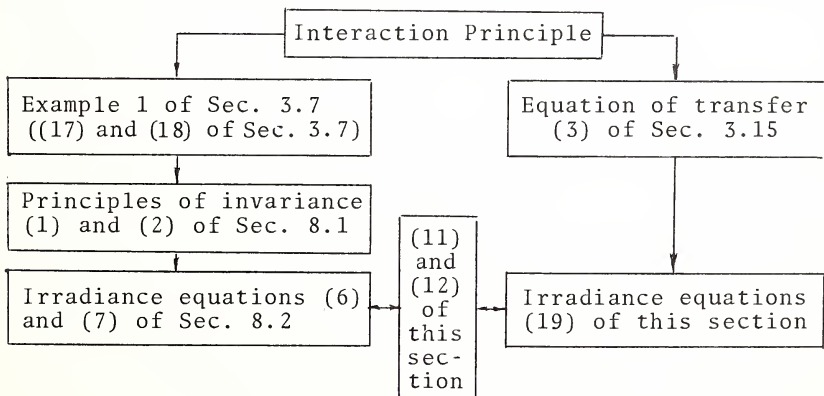 Interaction Principle
Example 1 of Sec. 3.7
((17) and (18) of Sec. 3.7)
Equation of transfer
(3) of Sec. 3.15
Principles of invariance
(1) and (2) of Sec. 8.1
(11)
and
(12)
of
this
sec-
tion
Irradiance equations (6)
and (7) of Sec. 8.2
Irradiance equations
(19) of this section